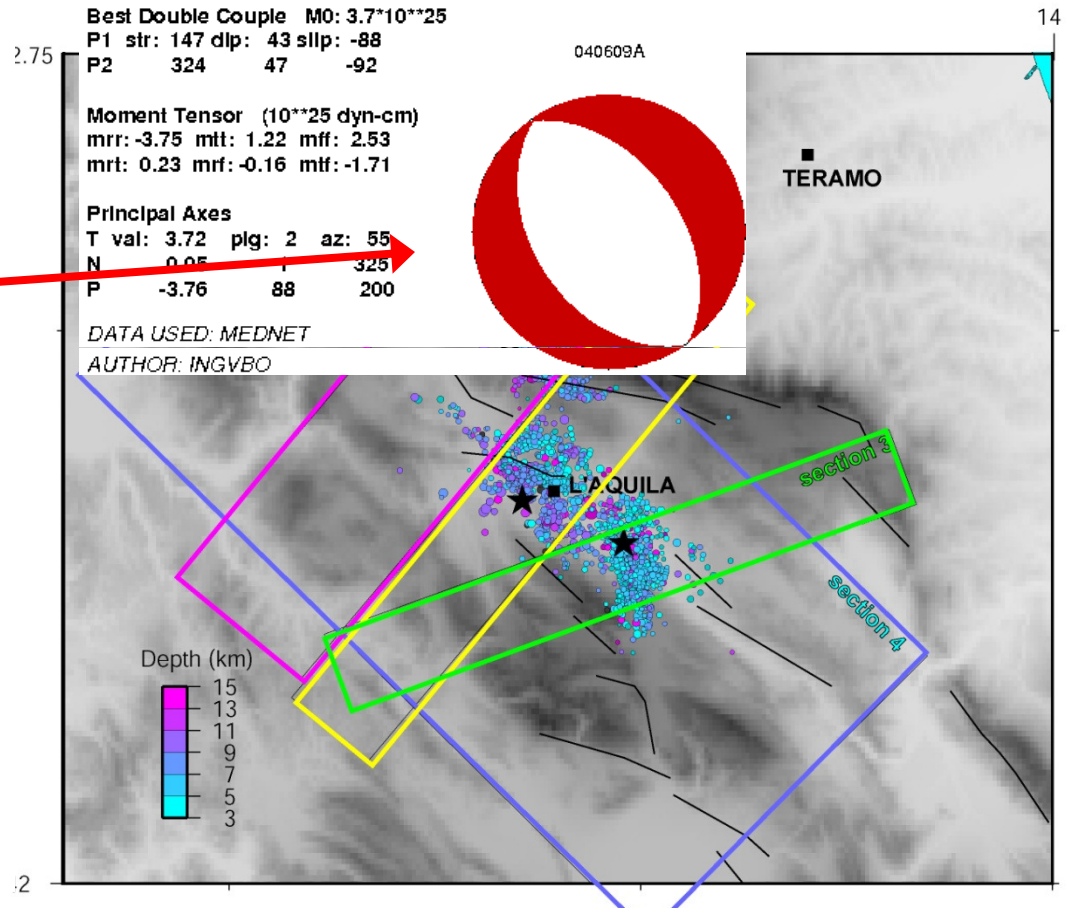 Best Double Couple M0: 3.7*10**25
P1 str: 147 dip: 43 slip: -88
P2 324 47 -92
Moment Tensor (10**25 dyn-cm)
mrr: -3.75 mtt: 1.22 mff: 2.53
mrt: 0.23 mrf: -0.16 mtf: -1.71
Principal Axes
T val: 3.72 plg: 2 az: 55
N 0.05 1 325
P -3.76 88 200
DATA USED: MEDNET
AUTHOR: INGVBO
040609A
14
2.75
TERAMO
L'AQUILA
section 3
section 4
Depth (km)
15
13
11
9
7
5
3